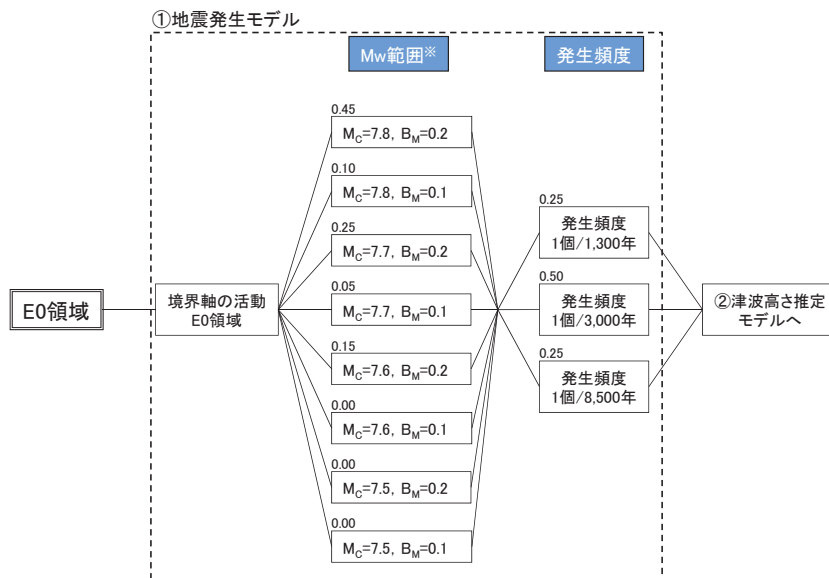 ①地震発生モデル
Mw範囲※
発生頻度
0.45
MC=7.8, BM=0.2
0.10
MC=7.8, BM=0.1
0.25
MC=7.7, BM=0.2
0.05
MC=7.7, BM=0.1
0.15
MC=7.6, BM=0.2
0.00
MC=7.6, BM=0.1
0.00
MC=7.5, BM=0.2
0.00
MC=7.5, BM=0.1
E0領域
境界軸の活動
E0領域
0.25
発生頻度
1個/1,300年
0.50
発生頻度
1個/3,000年
0.25
発生頻度
1個/8,500年
②津波高さ推定
モデルへ